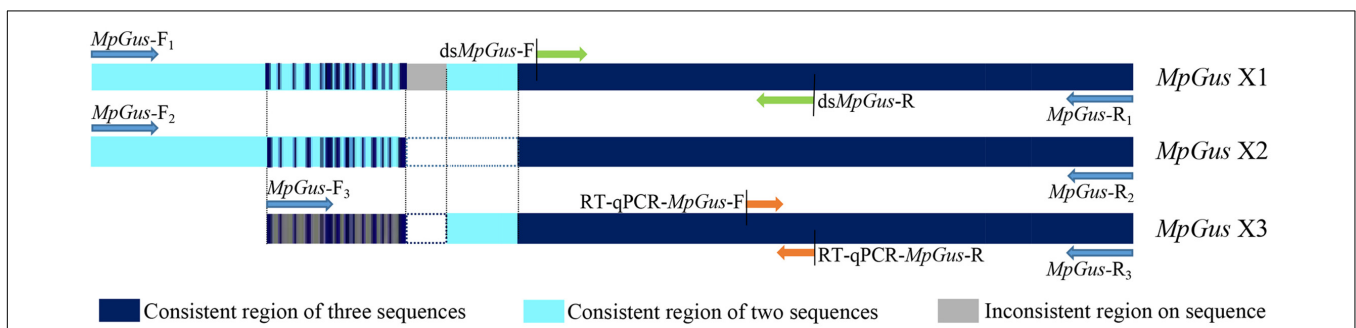 MpGus-F₁
dsMpGus-F
MpGus X1
dsMpGus-R
MpGus-R₁
MpGus-F₂
MpGus X2
MpGus-R₂
MpGus-F₃
RT-qPCR-MpGus-F
MpGus X3
RT-qPCR-MpGus-R
MpGus-R₃
Consistent region of three sequences
Consistent region of two sequences
Inconsistent region on sequence